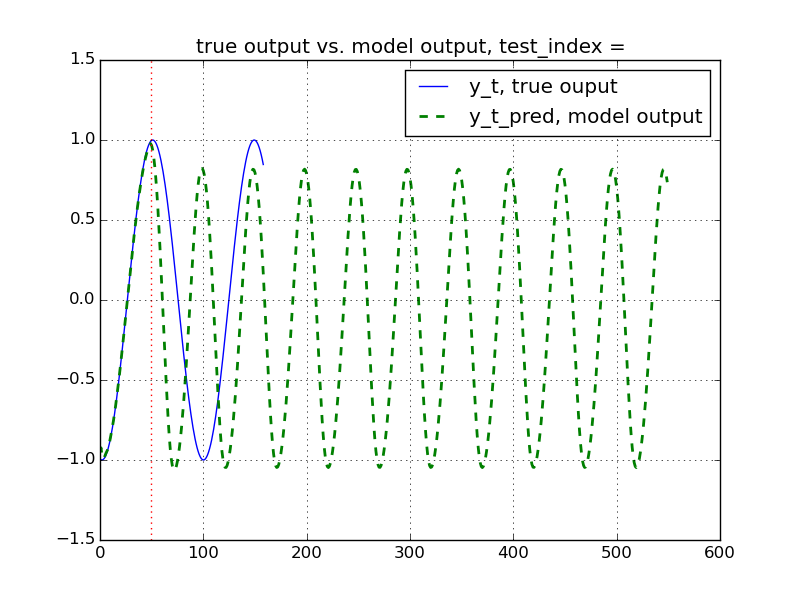 true output vs. model output, test_index =
y_t, true ouput
y_t_pred, model output
1.5
1.0
0.5
0.0
−0.5
−1.0
−1.5
0 100 200 300 400 500 600